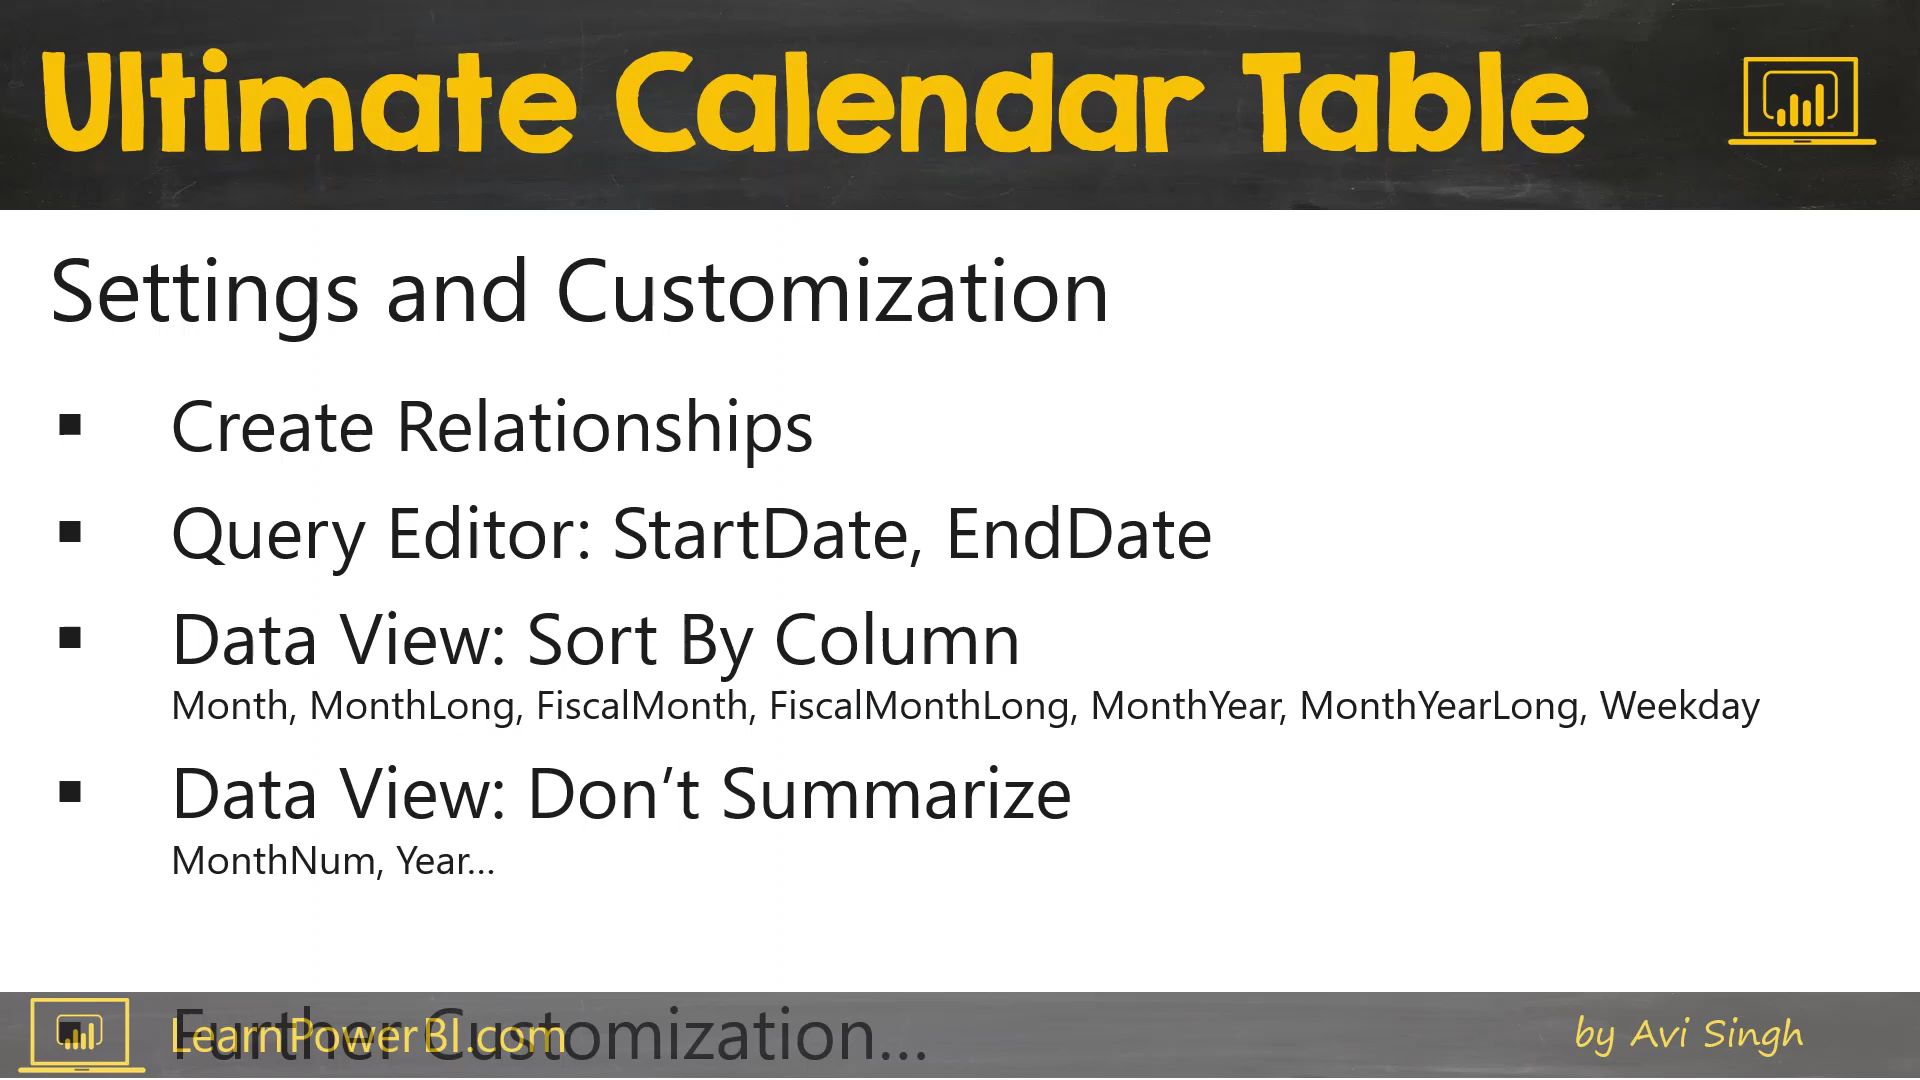 Ultimate Calendar Table
Settings and Customization
▪ Create Relationships
▪ Query Editor: StartDate, EndDate
▪ Data View: Sort By Column
Month, MonthLong, FiscalMonth, FiscalMonthLong, MonthYear, MonthYearLong, Weekday
▪ Data View: Don’t Summarize
MonthNum, Year...
▪ Further Customization...
LearnPowerBI.com
by Avi Singh